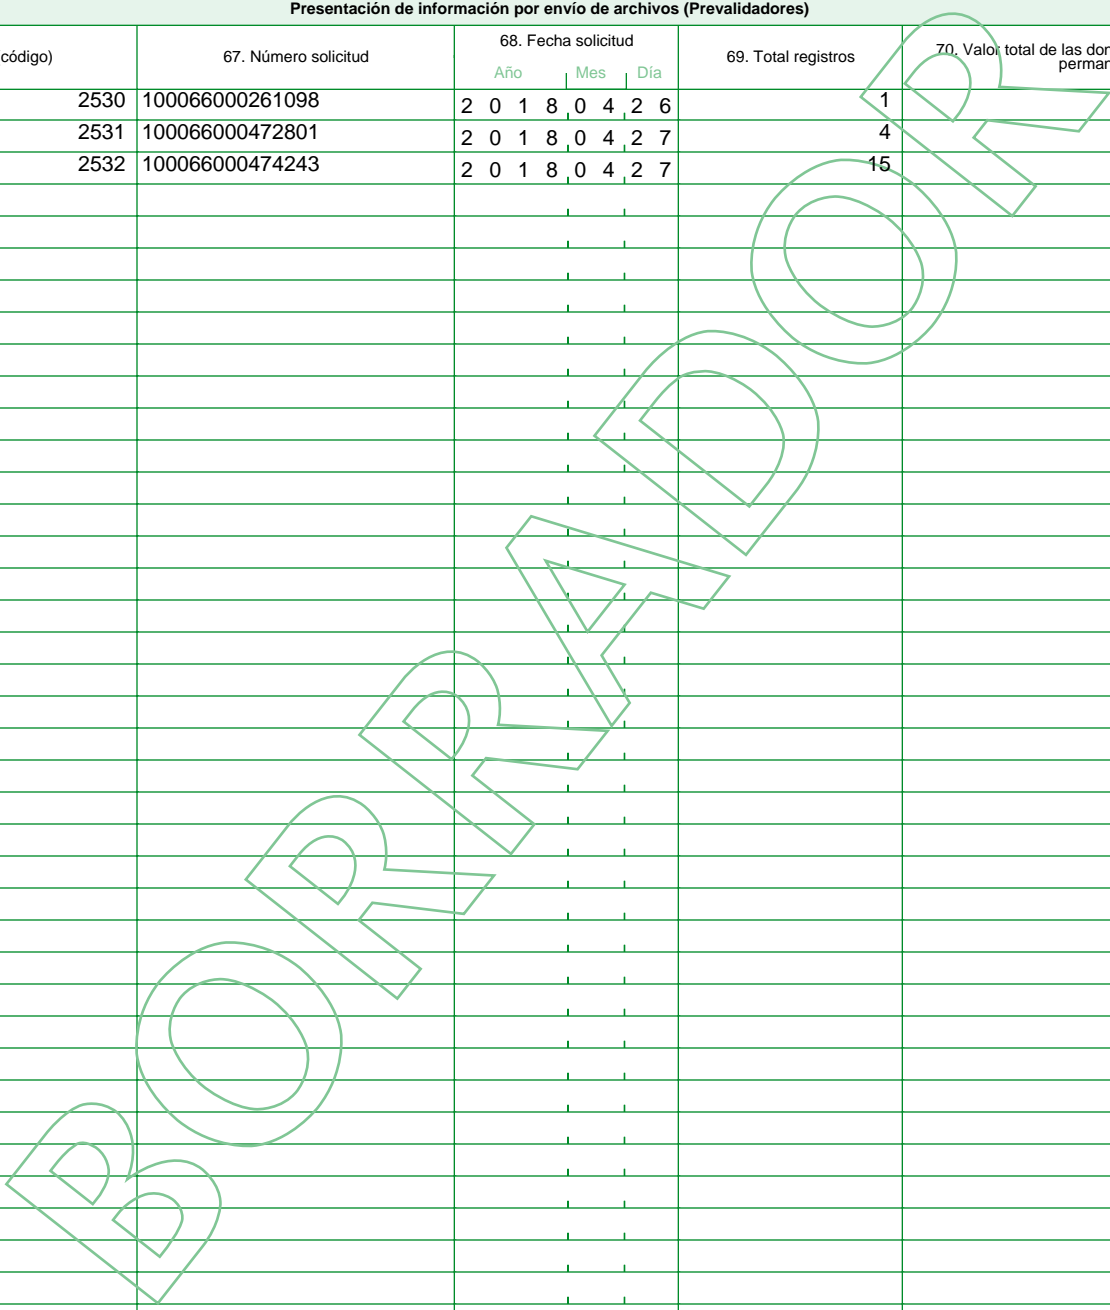 Presentación de información por envío de archivos (Prevalidadores)
código) 67. Número solicitud 68. Fecha solicitud 69. Total registros 70. Valor total de las don
perman
Año Mes Día
2530 100066000261098 2 0 1 8 0 4 2 6 1
2531 100066000472801 2 0 1 8 0 4 2 7 4
2532 100066000474243 2 0 1 8 0 4 2 7 15
BORRADOR